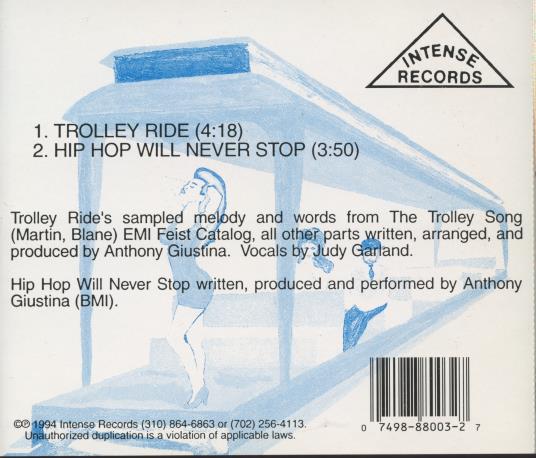 INTENSE
RECORDS
1. TROLLEY RIDE (4:18)
2. HIP HOP WILL NEVER STOP (3:50)
Trolley Ride's sampled melody and words from The Trolley Song
(Martin, Blane) EMI Feist Catalog, all other parts written, arranged, and
produced by Anthony Giustina. Vocals by Judy Garland.
Hip Hop Will Never Stop written, produced and performed by Anthony
Giustina (BMI).
©℗ 1994 Intense Records (310) 864-6863 or (702) 256-4113.
Unauthorized duplication is a violation of applicable laws.
0 7498-88003-2 7